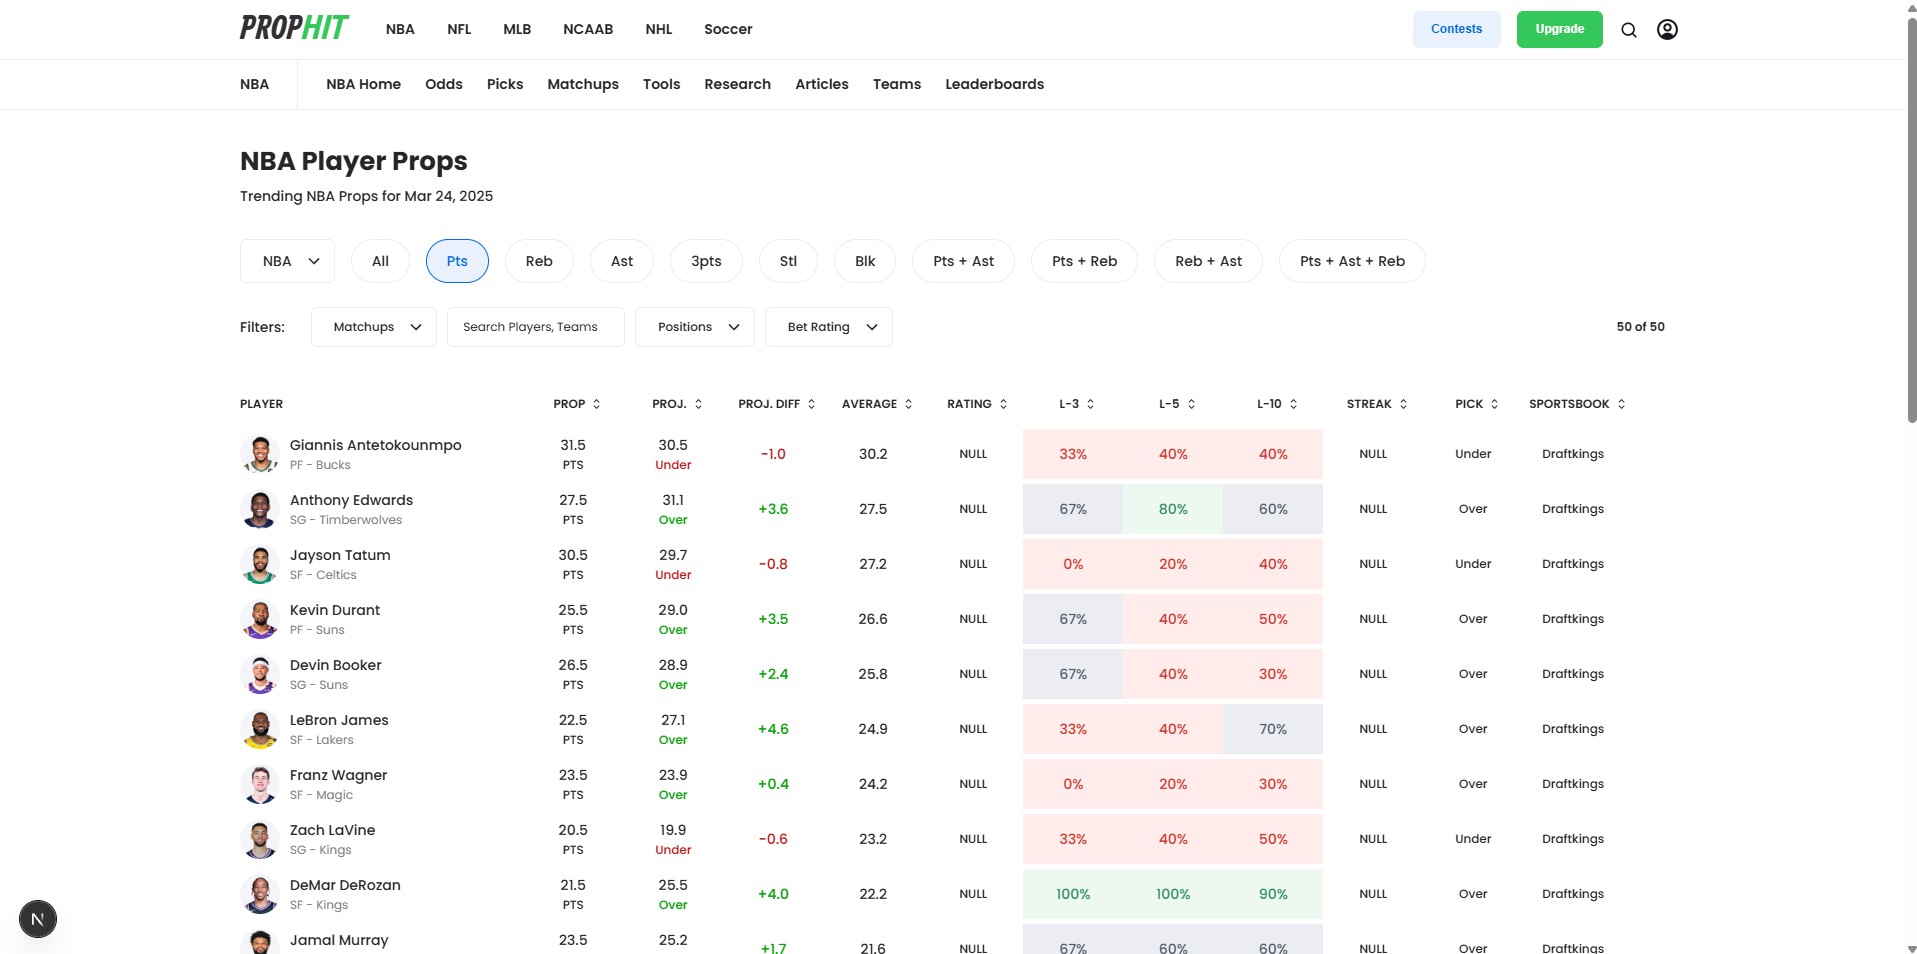 PROPHIT NBA NFL MLB NCAAB NHL Soccer Contests Upgrade
NBA NBA Home Odds Picks Matchups Tools Research Articles Teams Leaderboards
NBA Player Props
Trending NBA Props for Mar 24, 2025
NBA All Pts Reb Ast 3pts Stl Blk Pts + Ast Pts + Reb Reb + Ast Pts + Ast + Reb
Filters: Matchups Search Players, Teams Positions Bet Rating 50 of 50
PLAYER PROP PROJ. PROJ. DIFF AVERAGE RATING L-3 L-5 L-10 STREAK PICK SPORTSBOOK
Giannis Antetokounmpo 31.5 30.5 -1.0 30.2 NULL 33% 40% 40% NULL Under Draftkings
PF - Bucks PTS Under
Anthony Edwards 27.5 31.1 +3.6 27.5 NULL 67% 80% 60% NULL Over Draftkings
SG - Timberwolves PTS Over
Jayson Tatum 30.5 29.7 -0.8 27.2 NULL 0% 20% 40% NULL Under Draftkings
SF - Celtics PTS Under
Kevin Durant 25.5 29.0 +3.5 26.6 NULL 67% 40% 50% NULL Over Draftkings
PF - Suns PTS Over
Devin Booker 26.5 28.9 +2.4 25.8 NULL 67% 40% 30% NULL Over Draftkings
SG - Suns PTS Over
LeBron James 22.5 27.1 +4.6 24.9 NULL 33% 40% 70% NULL Over Draftkings
SF - Lakers PTS Over
Franz Wagner 23.5 23.9 +0.4 24.2 NULL 0% 20% 30% NULL Over Draftkings
SF - Magic PTS Over
Zach LaVine 20.5 19.9 -0.6 23.2 NULL 33% 40% 50% NULL Under Draftkings
SG - Kings PTS Under
DeMar DeRozan 21.5 25.5 +4.0 22.2 NULL 100% 100% 90% NULL Over Draftkings
SF - Kings PTS Over
Jamal Murray 23.5 25.2 +1.7 21.6 NULL 67% 60% 60% NULL Over Draftkings
N